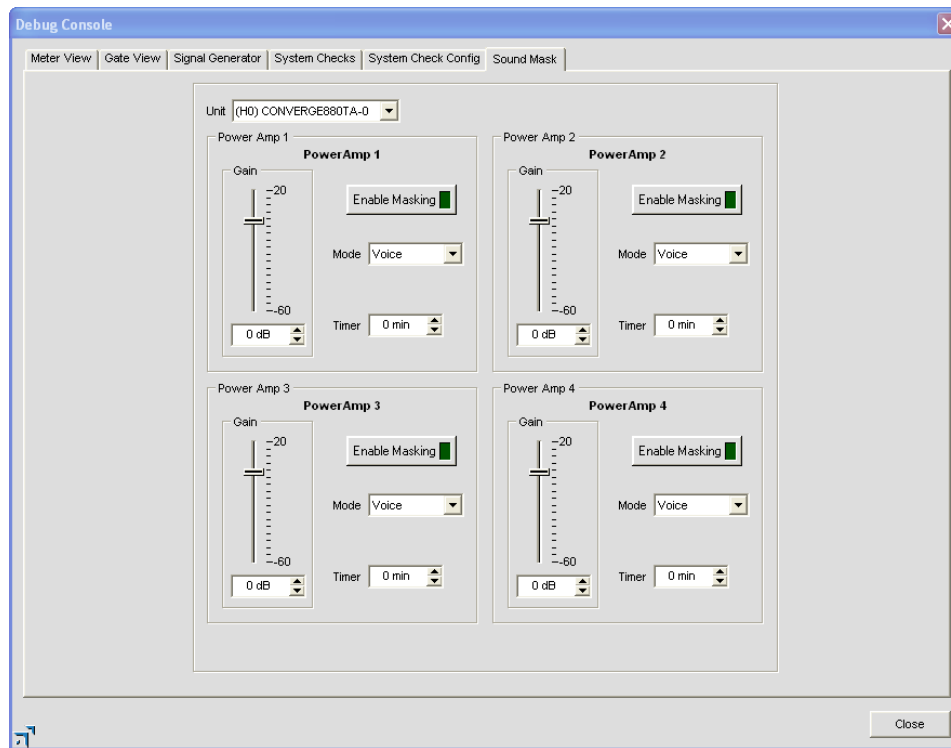 Debug Console
Meter View Gate View Signal Generator System Checks System Check Config Sound Mask
Unit (H0) CONVERGE880TA-0
Power Amp 1
PowerAmp 1
Gain
-20
Enable Masking
Mode Voice
--60
0 dB
Timer 0 min
Power Amp 2
PowerAmp 2
Gain
-20
Enable Masking
Mode Voice
--60
0 dB
Timer 0 min
Power Amp 3
PowerAmp 3
Gain
-20
Enable Masking
Mode Voice
--60
0 dB
Timer 0 min
Power Amp 4
PowerAmp 4
Gain
-20
Enable Masking
Mode Voice
--60
0 dB
Timer 0 min
Close